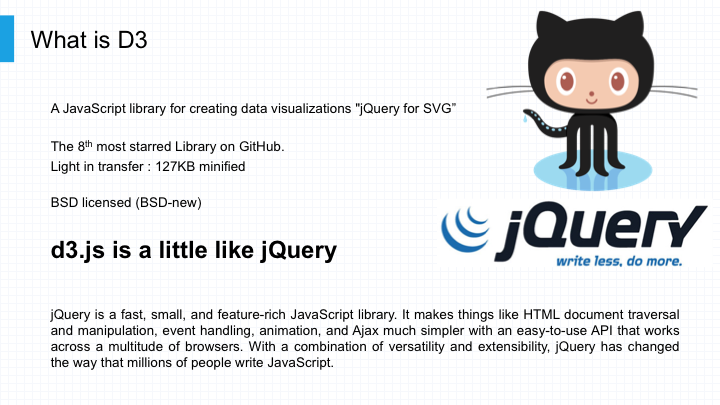 What is D3
A JavaScript library for creating data visualizations "jQuery for SVG”
The 8th most starred Library on GitHub.
Light in transfer : 127KB minified
BSD licensed (BSD-new)
jQuery
write less, do more.
d3.js is a little like jQuery
jQuery is a fast, small, and feature-rich JavaScript library. It makes things like HTML document traversal
and manipulation, event handling, animation, and Ajax much simpler with an easy-to-use API that works
across a multitude of browsers. With a combination of versatility and extensibility, jQuery has changed
the way that millions of people write JavaScript.